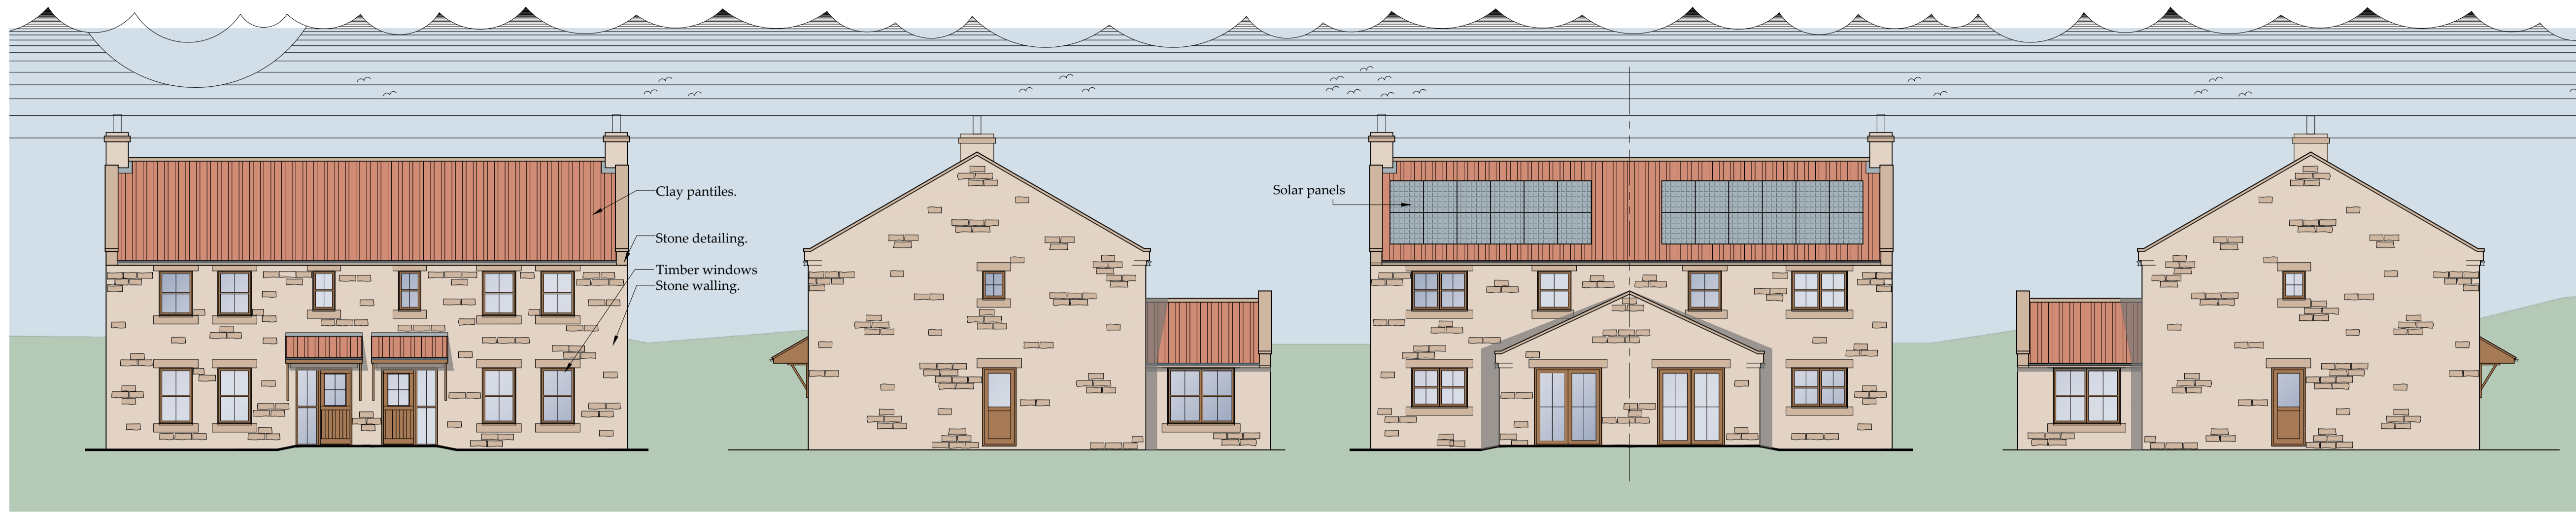 Clay pantiles.
Stone detailing.
Timber windows
Stone walling.
Solar panels